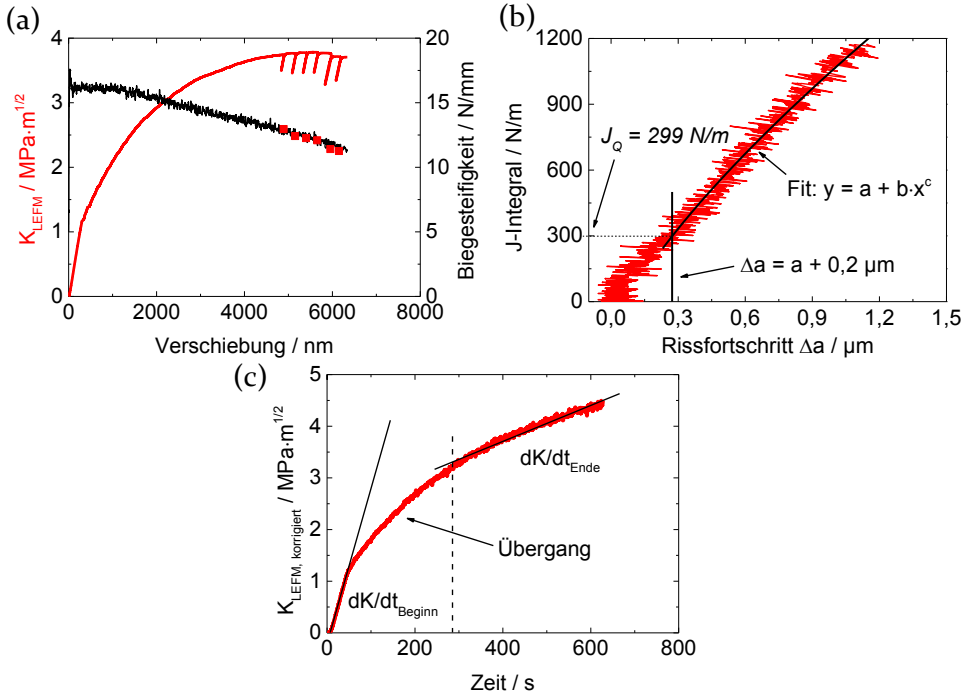 (a)
4
3
2
1
0
K_LEFM / MPa·m^1/2
20
15
10
5
0
Biegesteifigkeit / N/mm
0 2000 4000 6000 8000
Verschiebung / nm
(b)
1200
900
600
300
0
J-Integral / N/m
J_Q = 299 N/m
Fit: y = a + b·x^c
Δa = a + 0,2 µm
0,0 0,3 0,6 0,9 1,2 1,5
Rissfortschritt Δa / µm
(c)
5
4
3
2
1
0
K_LEFM, korrigiert / MPa·m^1/2
dK/dt_Ende
Übergang
dK/dt_Beginn
0 200 400 600 800
Zeit / s